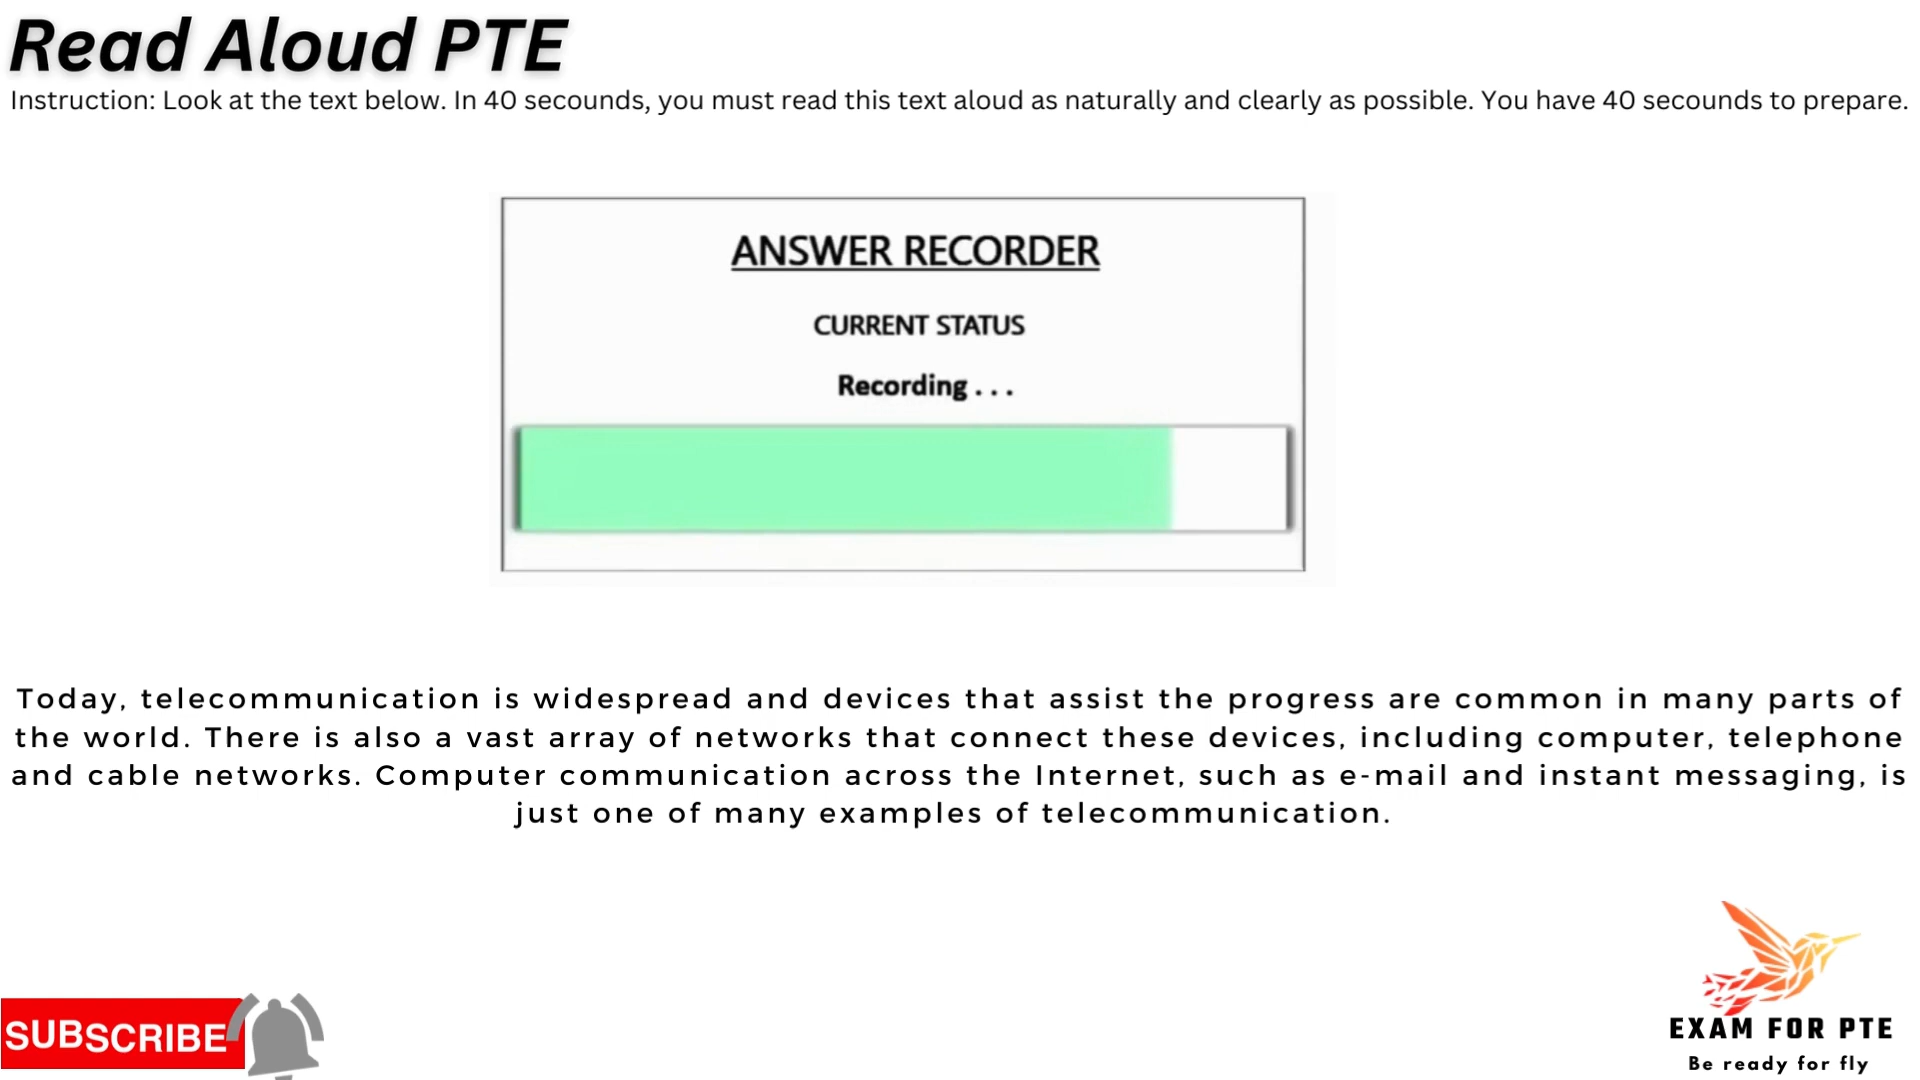 Read Aloud PTE
Instruction: Look at the text below. In 40 secounds, you must read this text aloud as naturally and clearly as possible. You have 40 secounds to prepare.
ANSWER RECORDER
CURRENT STATUS
Recording . . .
Today, telecommunication is widespread and devices that assist the progress are common in many parts of
the world. There is also a vast array of networks that connect these devices, including computer, telephone
and cable networks. Computer communication across the Internet, such as e-mail and instant messaging, is
just one of many examples of telecommunication.
SUBSCRIBE
EXAM FOR PTE
Be ready for fly